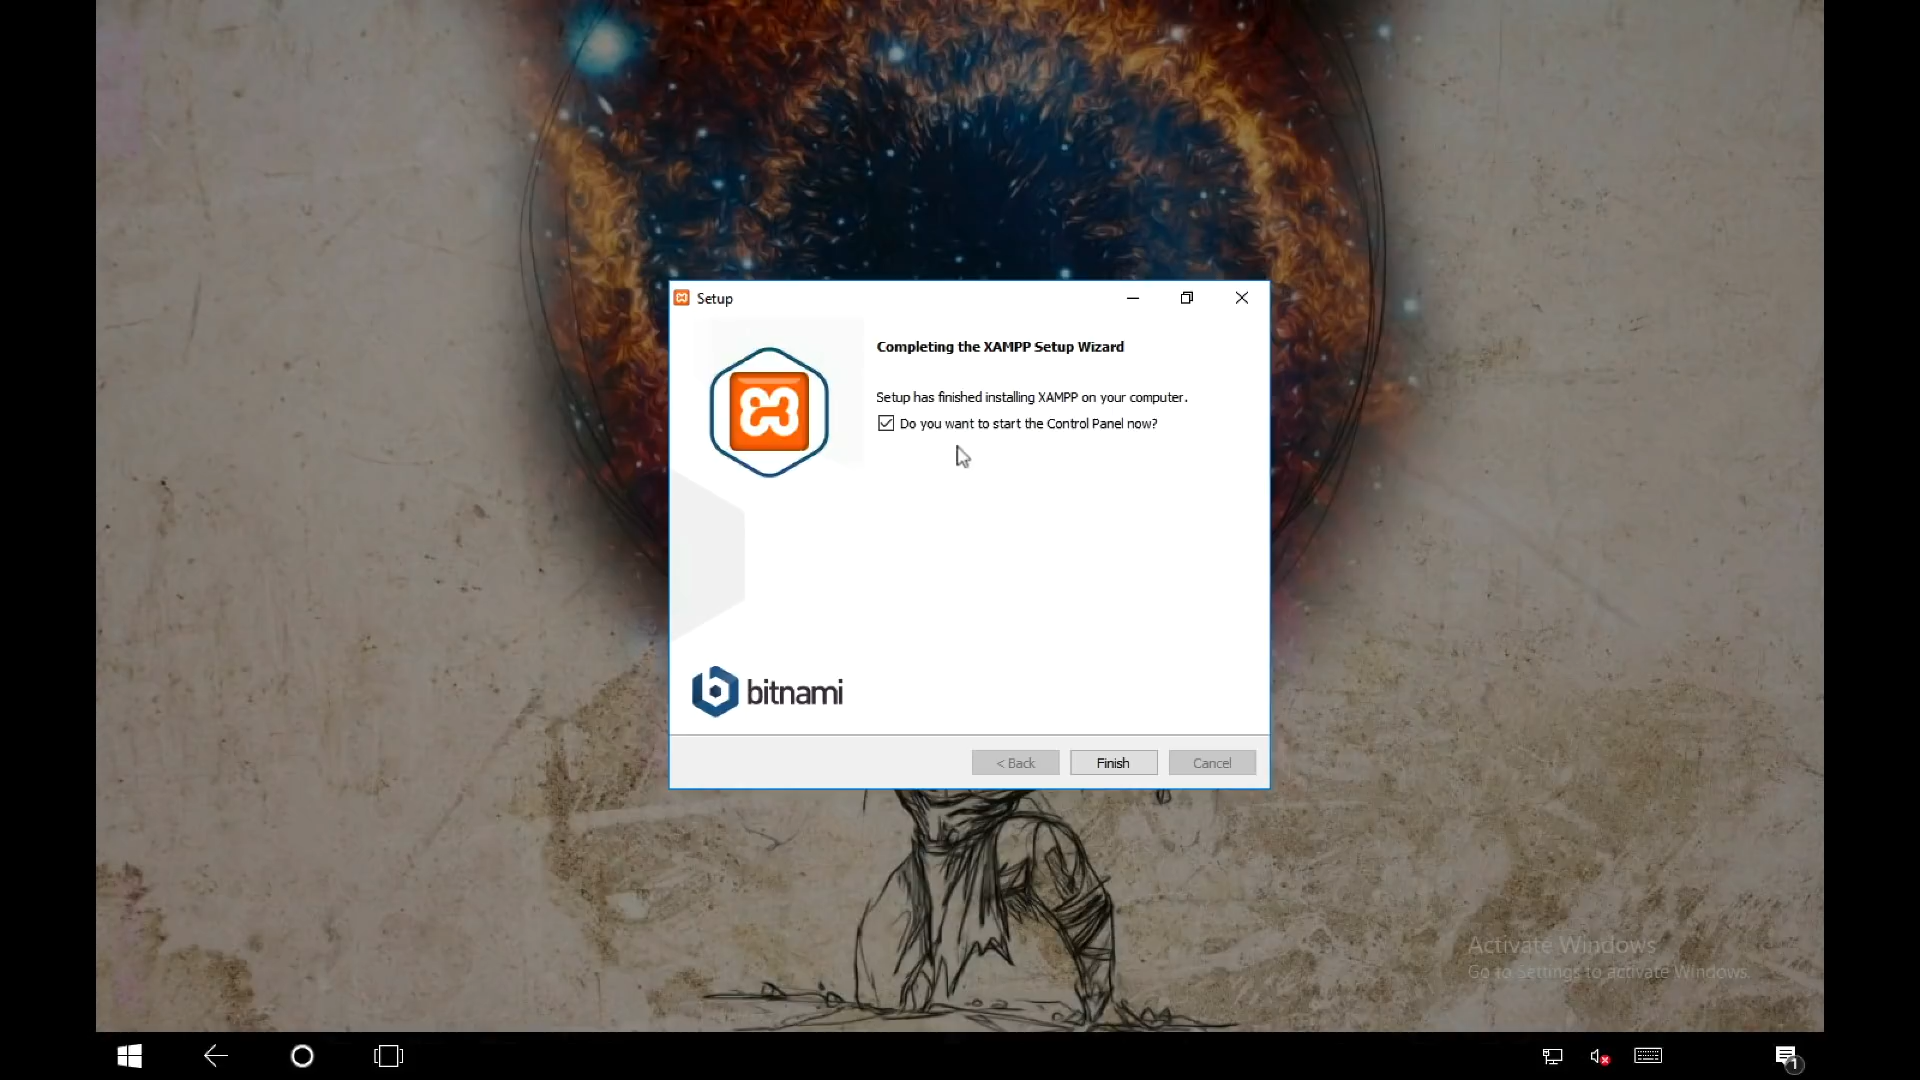 Setup
Completing the XAMPP Setup Wizard
Setup has finished installing XAMPP on your computer.
Do you want to start the Control Panel now?
bitnami
< Back
Finish
Cancel
Activate Windows
Go to Settings to activate Windows.
1